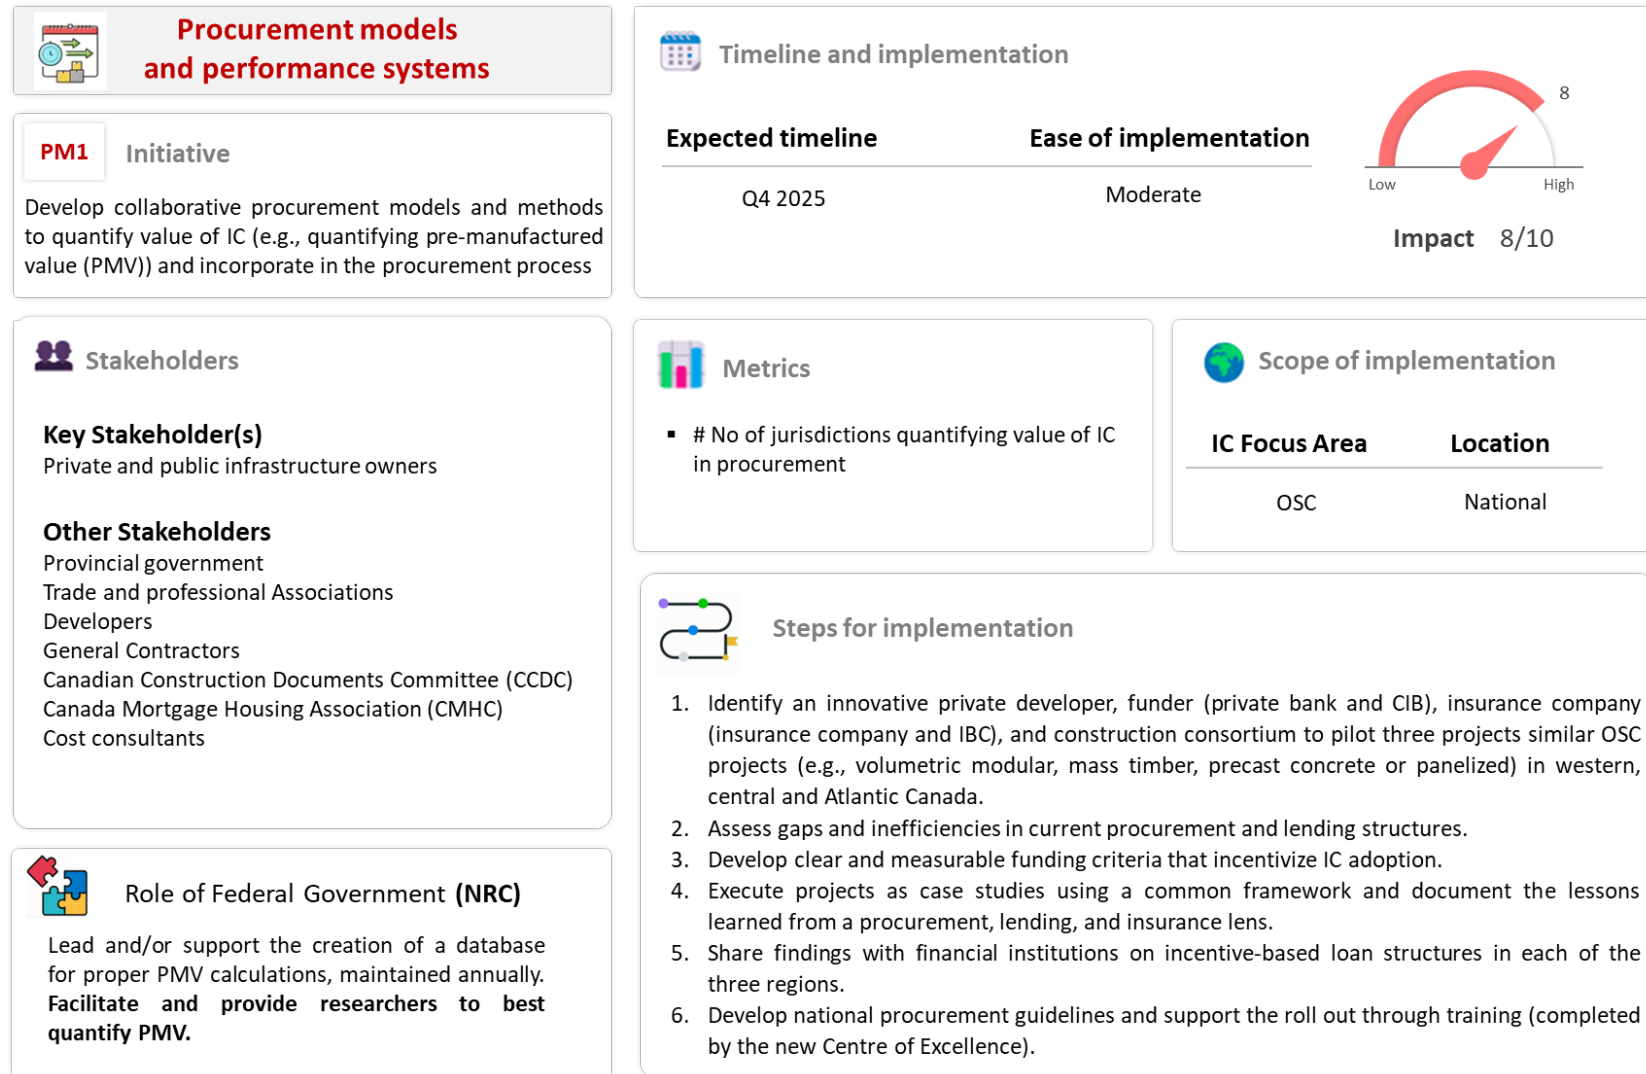 Procurement models
and performance systems
PM1 Initiative
Develop collaborative procurement models and methods
to quantify value of IC (e.g., quantifying pre-manufactured
value (PMV)) and incorporate in the procurement process
Stakeholders
Key Stakeholder(s)
Private and public infrastructure owners
Other Stakeholders
Provincial government
Trade and professional Associations
Developers
General Contractors
Canadian Construction Documents Committee (CCDC)
Canada Mortgage Housing Association (CMHC)
Cost consultants
Role of Federal Government (NRC)
Lead and/or support the creation of a database
for proper PMV calculations, maintained annually.
Facilitate and provide researchers to best
quantify PMV.
Timeline and implementation
Expected timeline Ease of implementation
Q4 2025 Moderate
8
Low High
Impact 8/10
Metrics
▪ # No of jurisdictions quantifying value of IC
in procurement
Scope of implementation
IC Focus Area Location
OSC National
Steps for implementation
1. Identify an innovative private developer, funder (private bank and CIB), insurance company
(insurance company and IBC), and construction consortium to pilot three projects similar OSC
projects (e.g., volumetric modular, mass timber, precast concrete or panelized) in western,
central and Atlantic Canada.
2. Assess gaps and inefficiencies in current procurement and lending structures.
3. Develop clear and measurable funding criteria that incentivize IC adoption.
4. Execute projects as case studies using a common framework and document the lessons
learned from a procurement, lending, and insurance lens.
5. Share findings with financial institutions on incentive-based loan structures in each of the
three regions.
6. Develop national procurement guidelines and support the roll out through training (completed
by the new Centre of Excellence).